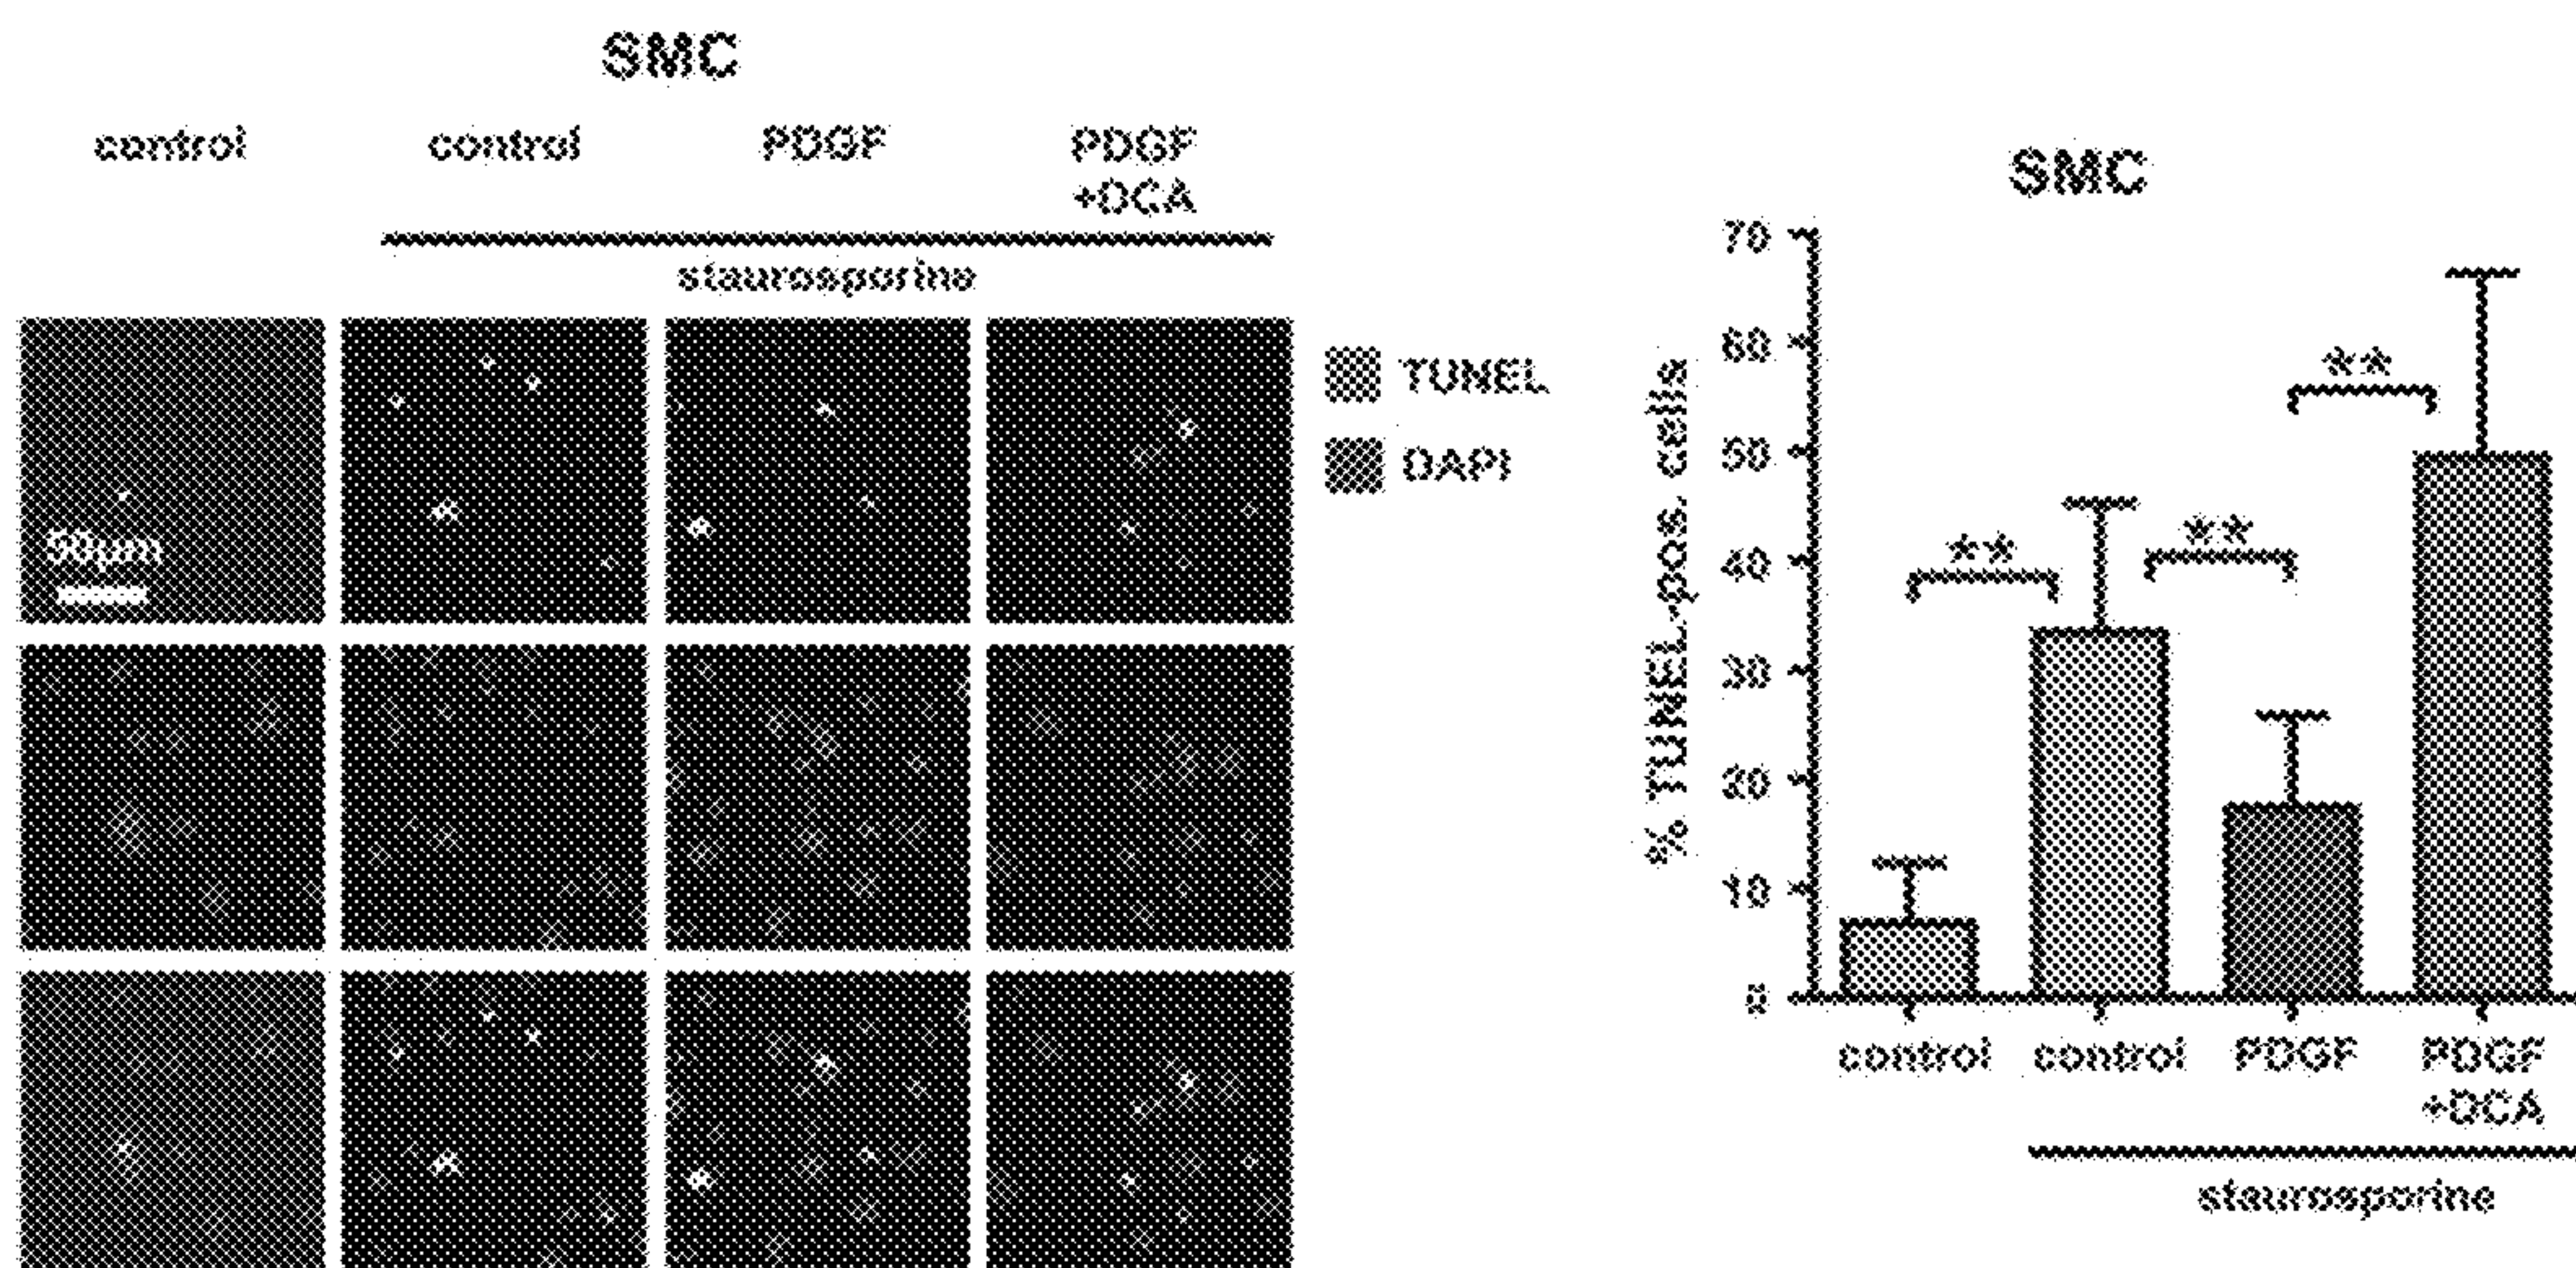 SMC
control control PDGF PDGF
+DCA
staurosporine
50μm
TUNEL
DAPI
SMC
% TUNEL-pos. cells
70
60
50
40
30
20
10
0
**
**
**
control control PDGF PDGF
+DCA
staurosporine